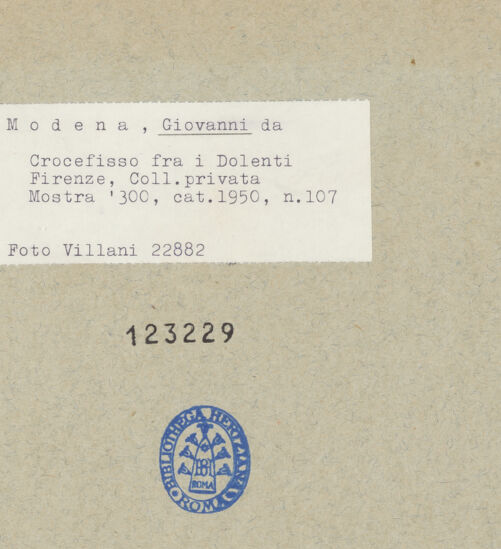 M o d e n a , Giovanni da
Crocefisso fra i Dolenti
Firenze, Coll.privata
Mostra '300, cat.1950, n.107
Foto Villani 22882
123229
BIBLIOTHECA HERTZIANA
ROMA
ROMA